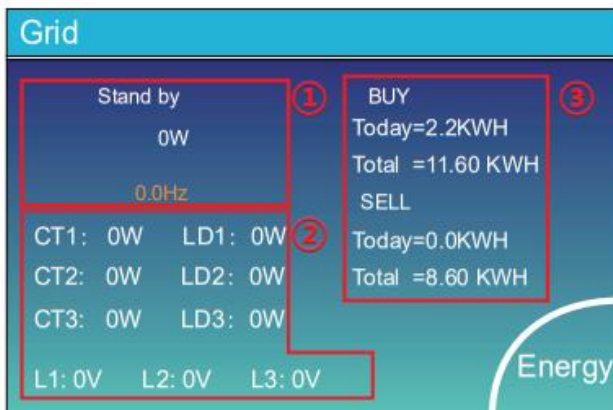 Grid
Stand by
①
0W
0.0Hz
CT1: 0W LD1: 0W
②
CT2: 0W LD2: 0W
CT3: 0W LD3: 0W
L1: 0V L2: 0V L3: 0V
BUY
③
Today=2.2KWH
Total =11.60 KWH
SELL
Today=0.0KWH
Total =8.60 KWH
Energy